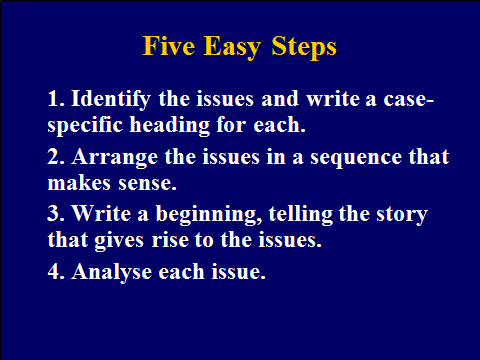 Five Easy Steps
1. Identify the issues and write a case-
specific heading for each.
2. Arrange the issues in a sequence that
makes sense.
3. Write a beginning, telling the story
that gives rise to the issues.
4. Analyse each issue.